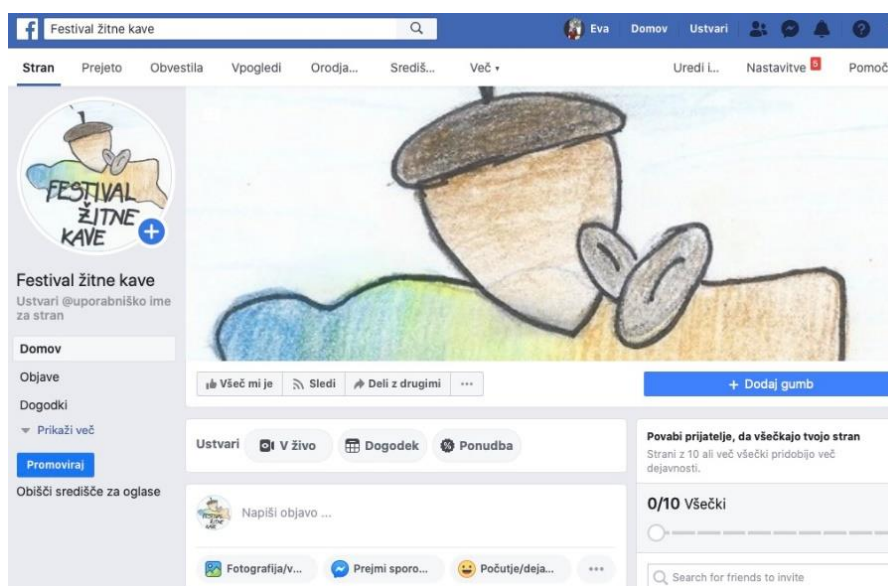 Festival žitne kave
Eva Domov Ustvari
Stran Prejeto Obvestila Vpogledi Orodja... Središ... Več Uredi i... Nastavitve 5 Pomoč
FESTIVAL
ŽITNE
KAVE
Festival žitne kave
Ustvari @uporabniško ime
za stran
Domov
Objave
Dogodki
Prikaži več
Promoviraj
Obišči središče za oglase
Všeč mi je Sledi Deli z drugimi ...
+ Dodaj gumb
Ustvari V živo Dogodek Ponudba
Napiši objavo ...
Fotografija/v... Prejmi sporo... Počutje/deja... ...
Povabi prijatelje, da všečkajo tvojo stran
Strani z 10 ali več všečki pridobijo več
dejavnosti.
0/10 Všečki
Search for friends to invite